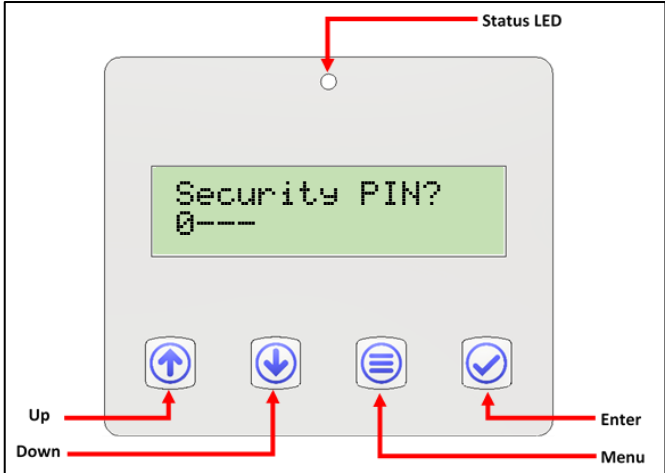 Status LED
Security PIN?
0---
Up
Enter
Down
Menu